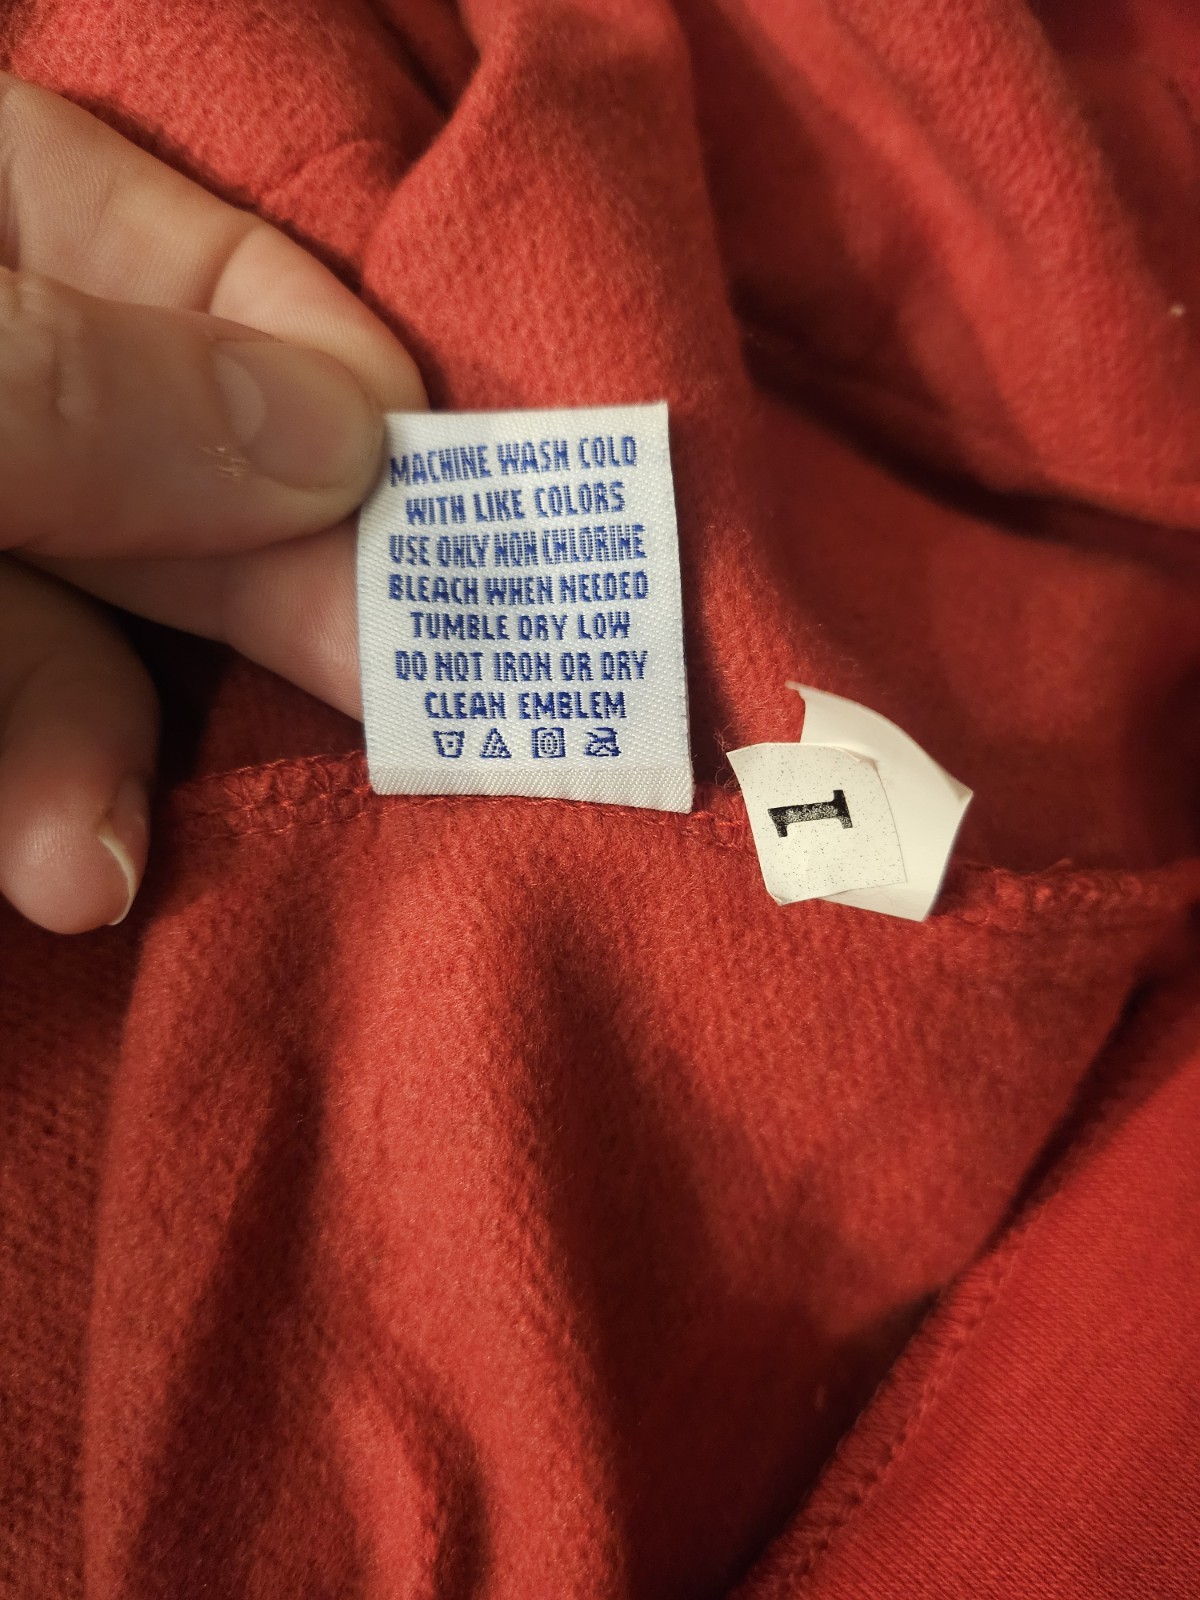 MACHINE WASH COLD
WITH LIKE COLORS
USE ONLY NON CHLORINE
BLEACH WHEN NEEDED
TUMBLE DRY LOW
DO NOT IRON OR DRY
CLEAN EMBLEM
1